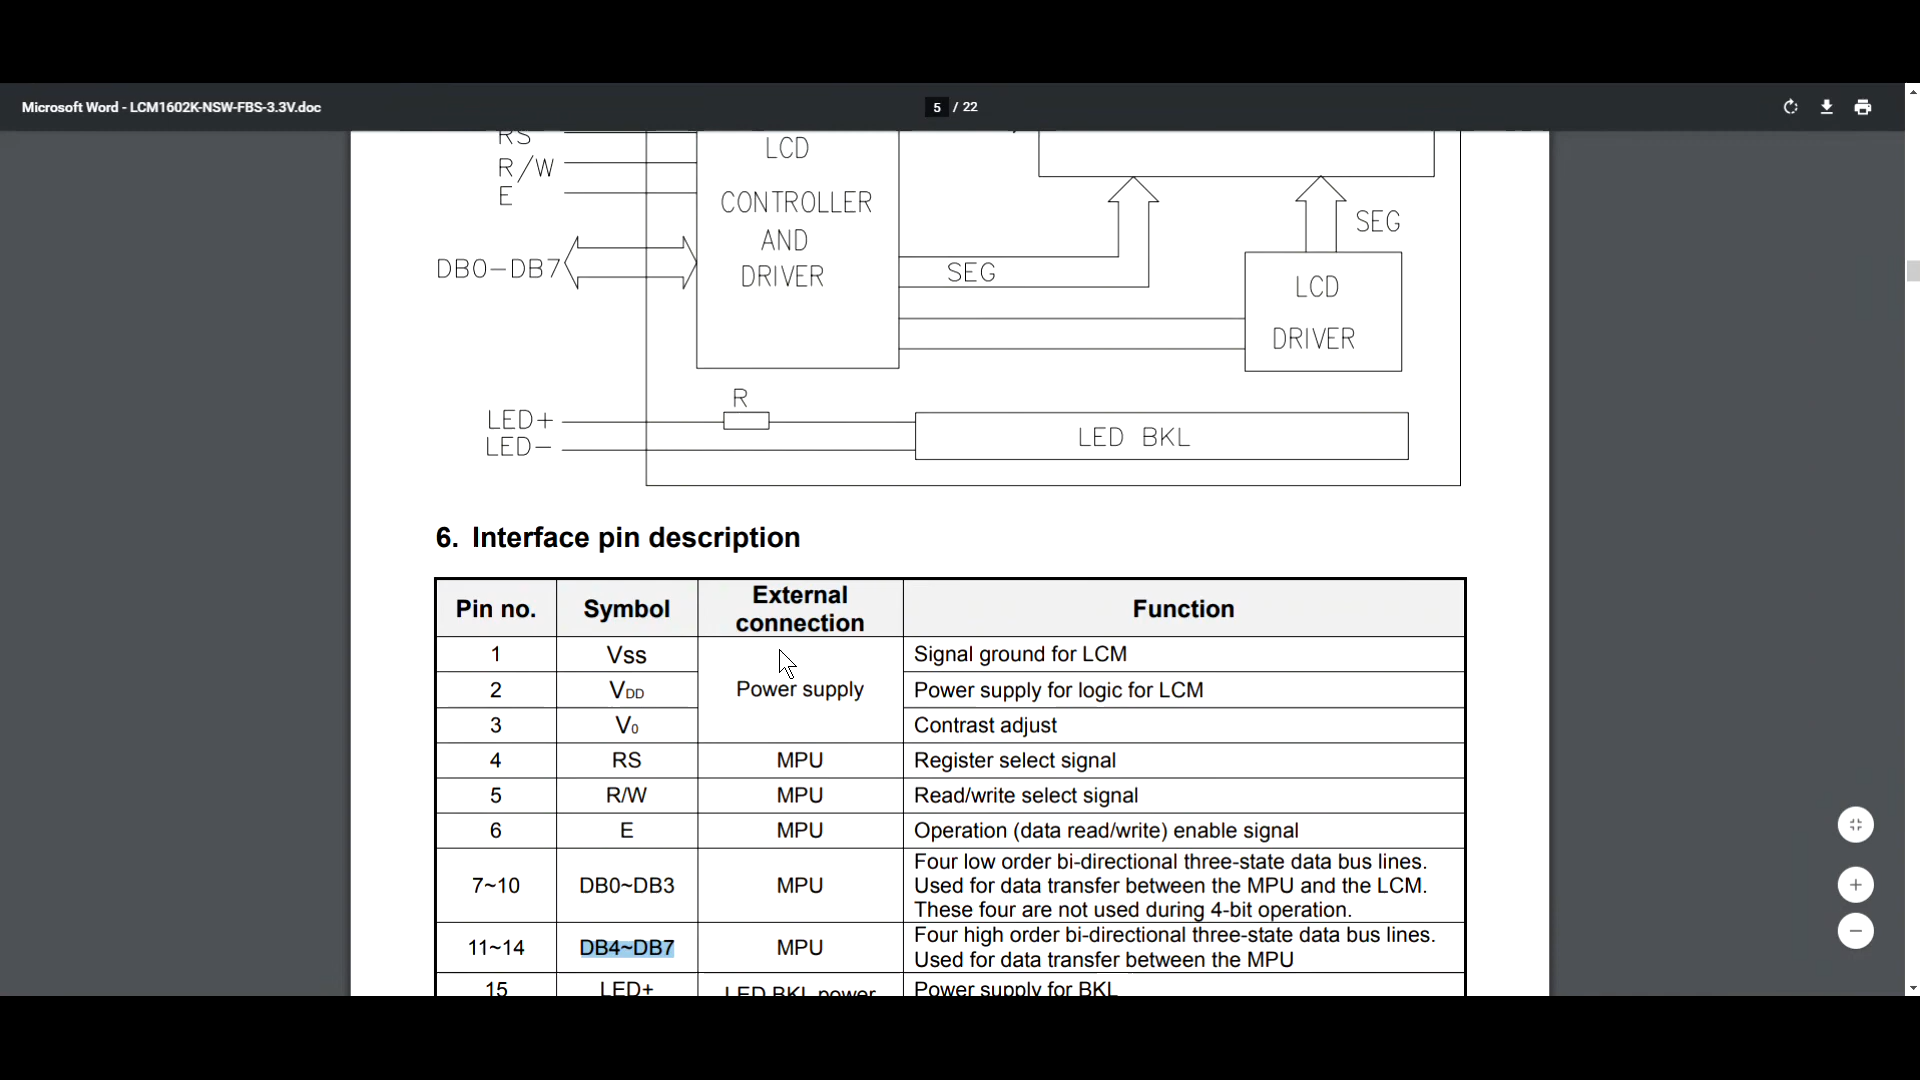 Microsoft Word - LCM1602K-NSW-FBS-3.3V.doc
5 / 22
RS
R/W
E
DB0-DB7
LCD
CONTROLLER
AND
DRIVER
SEG
SEG
LCD
DRIVER
LED+
LED-
R
LED BKL
6. Interface pin description
Pin no. Symbol External connection Function
1 Vss Power supply Signal ground for LCM
2 VDD Power supply for logic for LCM
3 V0 Contrast adjust
4 RS MPU Register select signal
5 R/W MPU Read/write select signal
6 E MPU Operation (data read/write) enable signal
7~10 DB0~DB3 MPU Four low order bi-directional three-state data bus lines.
Used for data transfer between the MPU and the LCM.
These four are not used during 4-bit operation.
11~14 DB4~DB7 MPU Four high order bi-directional three-state data bus lines.
Used for data transfer between the MPU
15 LED+ LED BKL power Power supply for BKL